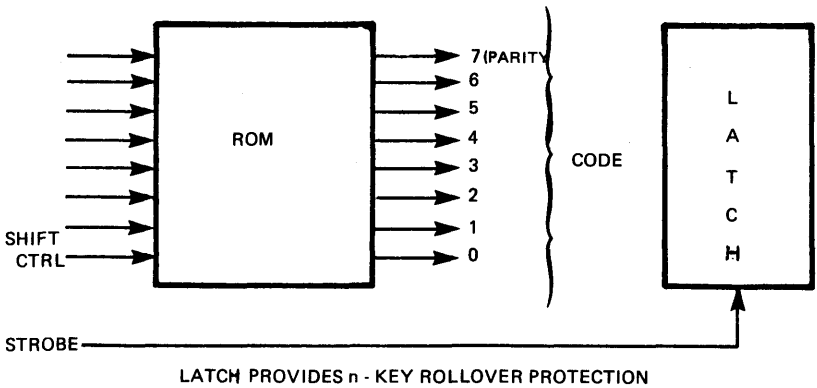 7 (PARITY
6
5
4
3
2
1
0
ROM
CODE
LATCH
SHIFT
CTRL
STROBE
LATCH PROVIDES n - KEY ROLLOVER PROTECTION